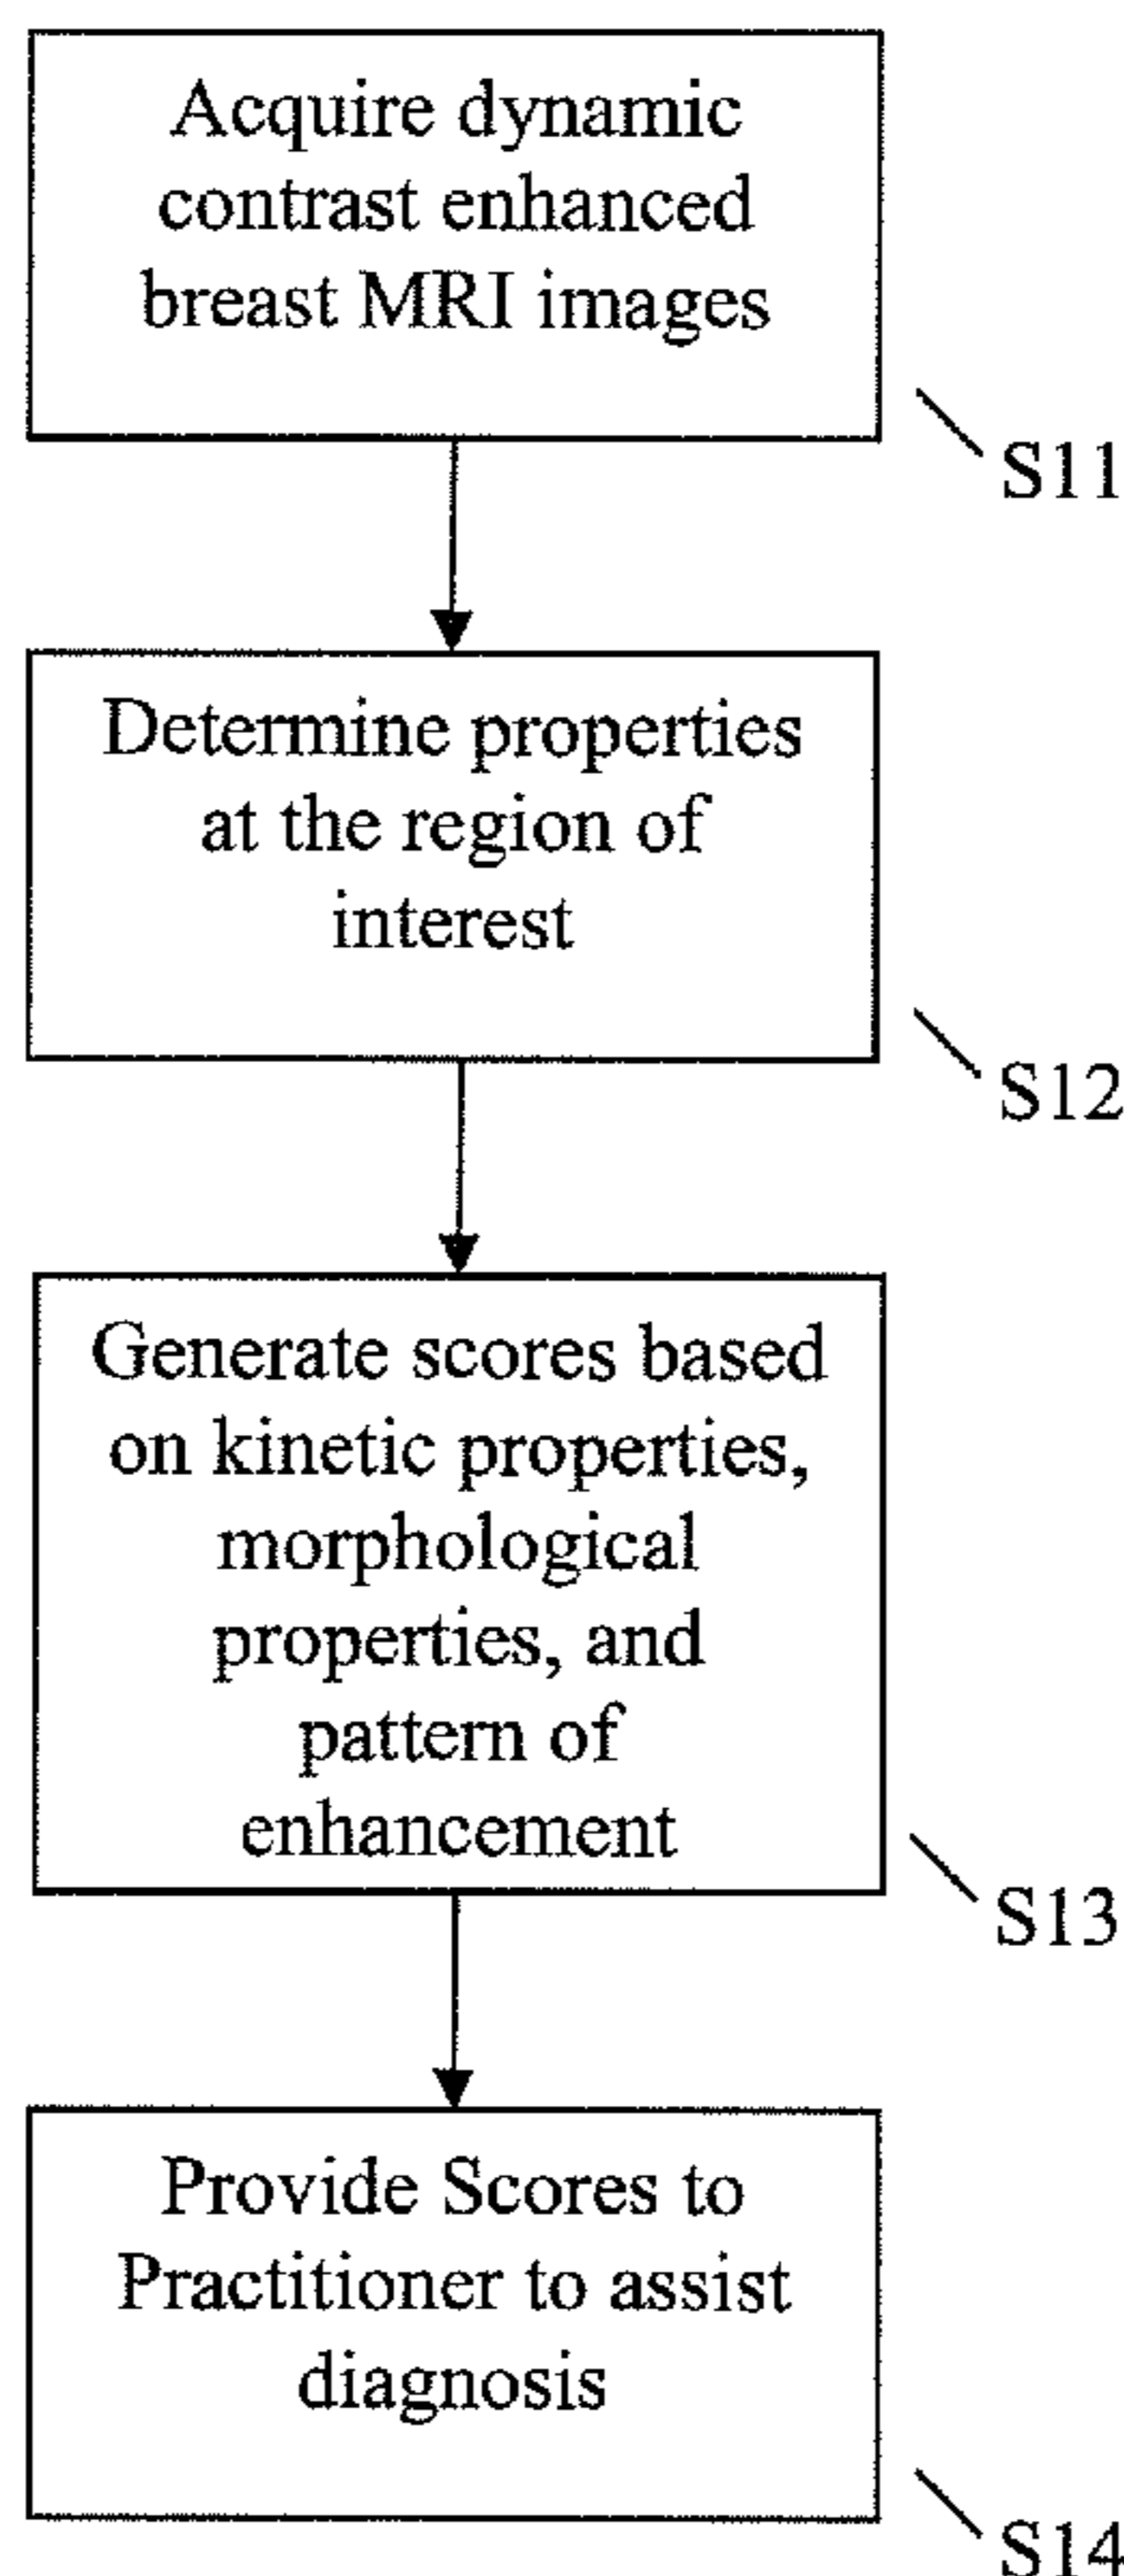 Acquire dynamic
contrast enhanced
breast MRI images
S11
Determine properties
at the region of
interest
S12
Generate scores based
on kinetic properties,
morphological
properties, and
pattern of
enhancement
S13
Provide Scores to
Practitioner to assist
diagnosis
S14